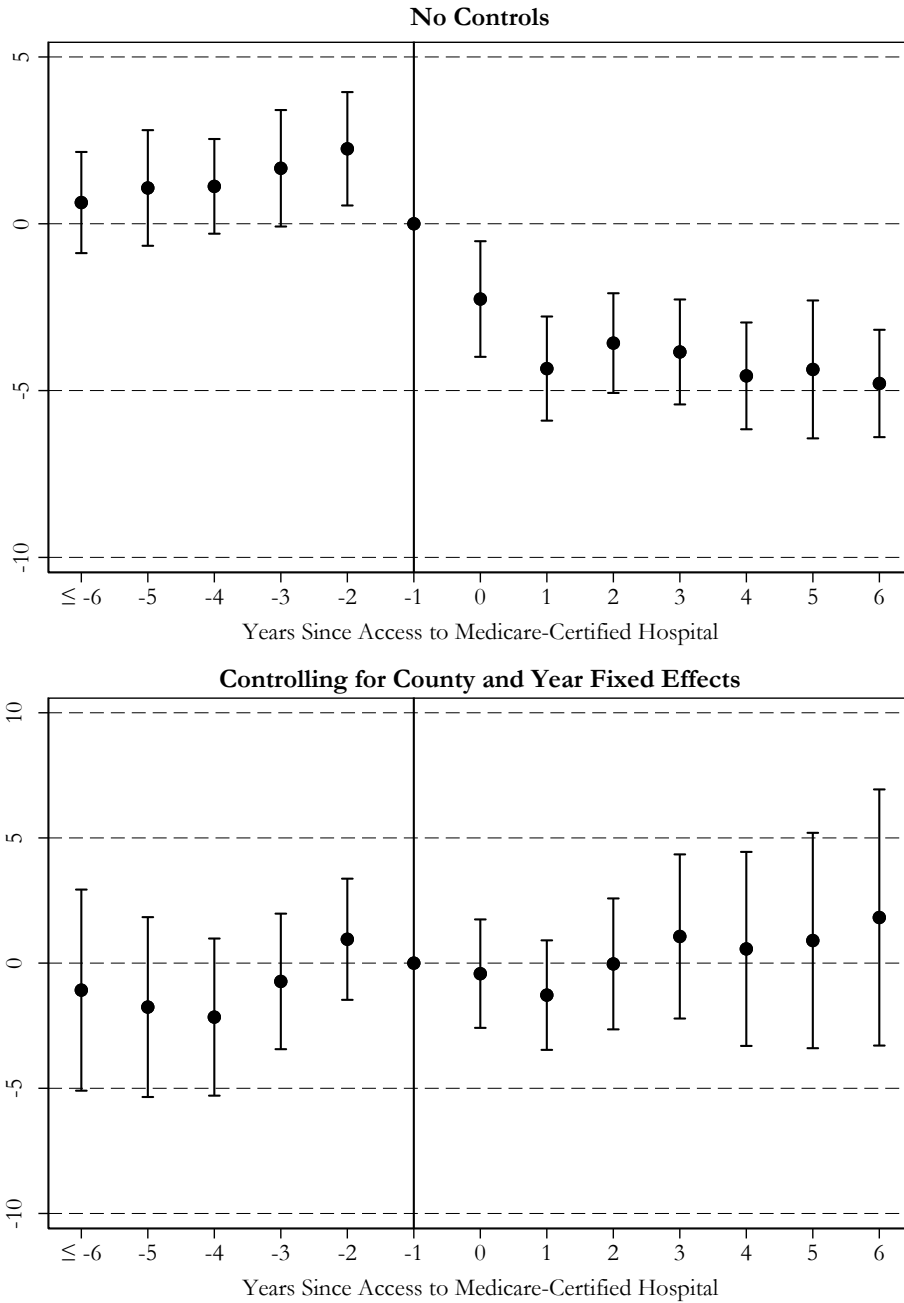 No Controls
5
0
-5
-10
≤ -6 -5 -4 -3 -2 -1 0 1 2 3 4 5 6
Years Since Access to Medicare-Certified Hospital
Controlling for County and Year Fixed Effects
10
5
0
-5
-10
≤ -6 -5 -4 -3 -2 -1 0 1 2 3 4 5 6
Years Since Access to Medicare-Certified Hospital